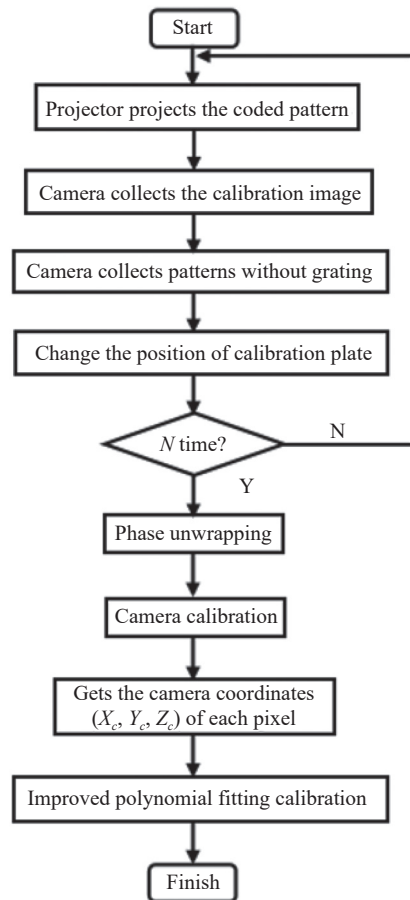 Start
Projector projects the coded pattern
Camera collects the calibration image
Camera collects patterns without grating
Change the position of calibration plate
N time?
N
Y
Phase unwrapping
Camera calibration
Gets the camera coordinates
(Xc, Yc, Zc) of each pixel
Improved polynomial fitting calibration
Finish